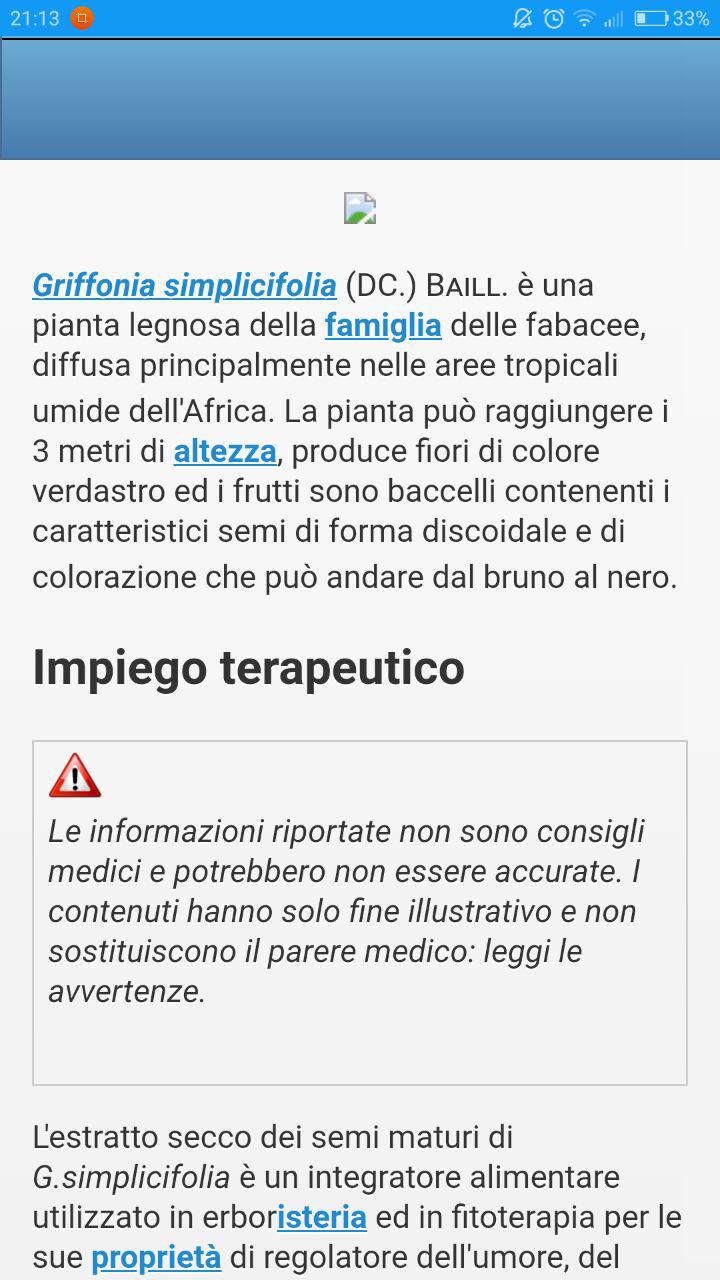 21:13 33%
Griffonia simplicifolia (DC.) BAILL. è una
pianta legnosa della famiglia delle fabacee,
diffusa principalmente nelle aree tropicali
umide dell'Africa. La pianta può raggiungere i
3 metri di altezza, produce fiori di colore
verdastro ed i frutti sono baccelli contenenti i
caratteristici semi di forma discoidale e di
colorazione che può andare dal bruno al nero.
Impiego terapeutico
Le informazioni riportate non sono consigli
medici e potrebbero non essere accurate. I
contenuti hanno solo fine illustrativo e non
sostituiscono il parere medico: leggi le
avvertenze.
L'estratto secco dei semi maturi di
G.simplicifolia è un integratore alimentare
utilizzato in erboristeria ed in fitoterapia per le
sue proprietà di regolatore dell'umore, del